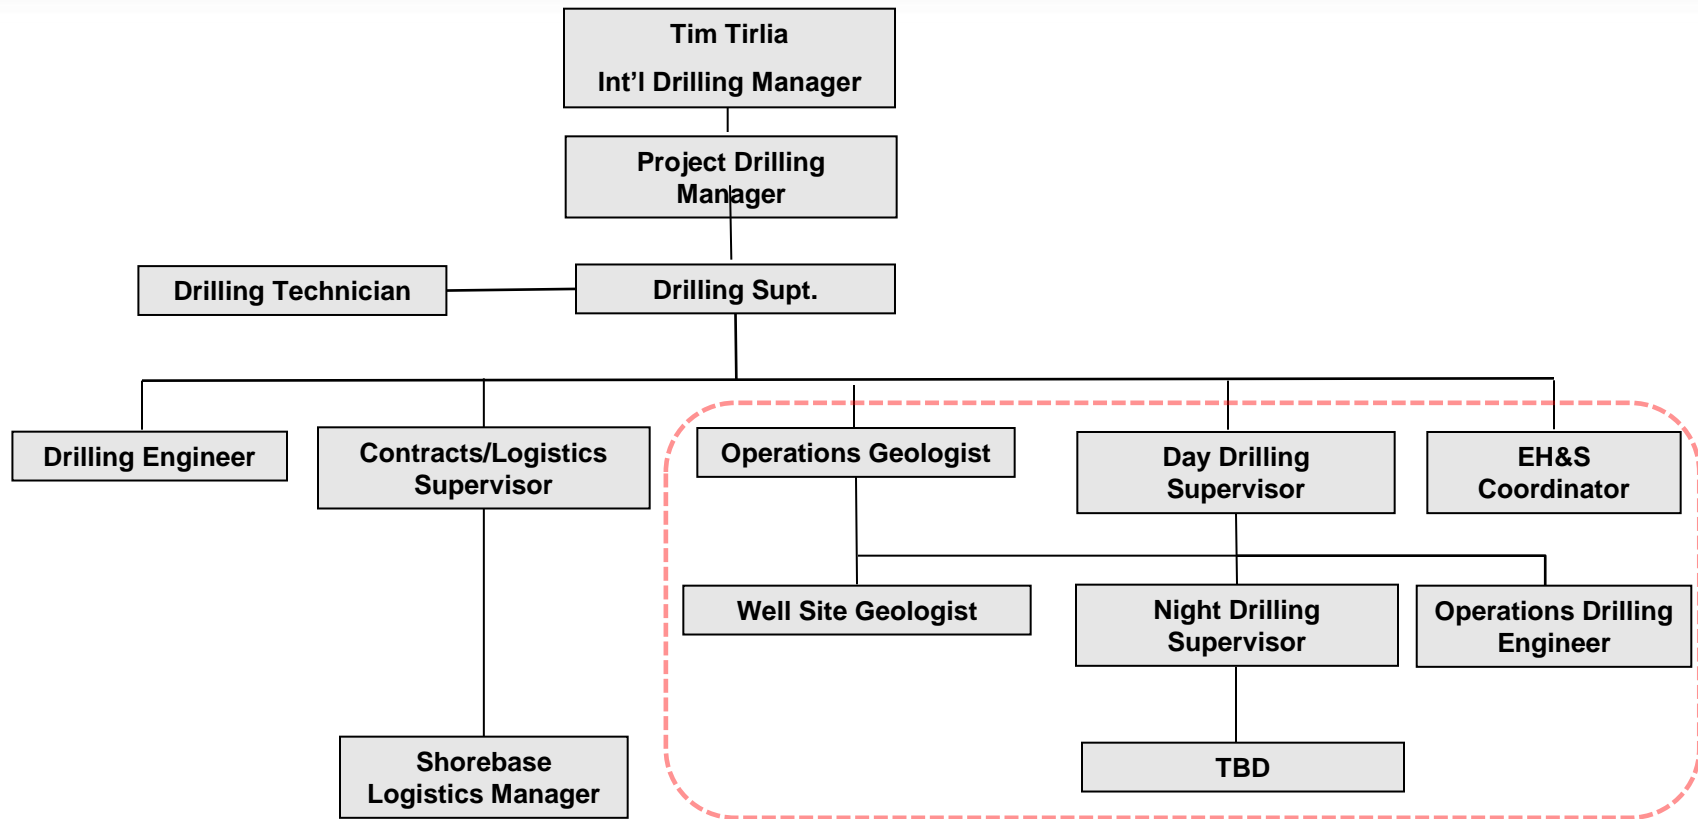 Tim Tirlia
Int’l Drilling Manager
Project Drilling
Manager
Drilling Technician
Drilling Supt.
Drilling Engineer
Contracts/Logistics
Supervisor
Operations Geologist
Day Drilling
Supervisor
EH&S
Coordinator
Well Site Geologist
Night Drilling
Supervisor
Operations Drilling
Engineer
Shorebase
Logistics Manager
TBD